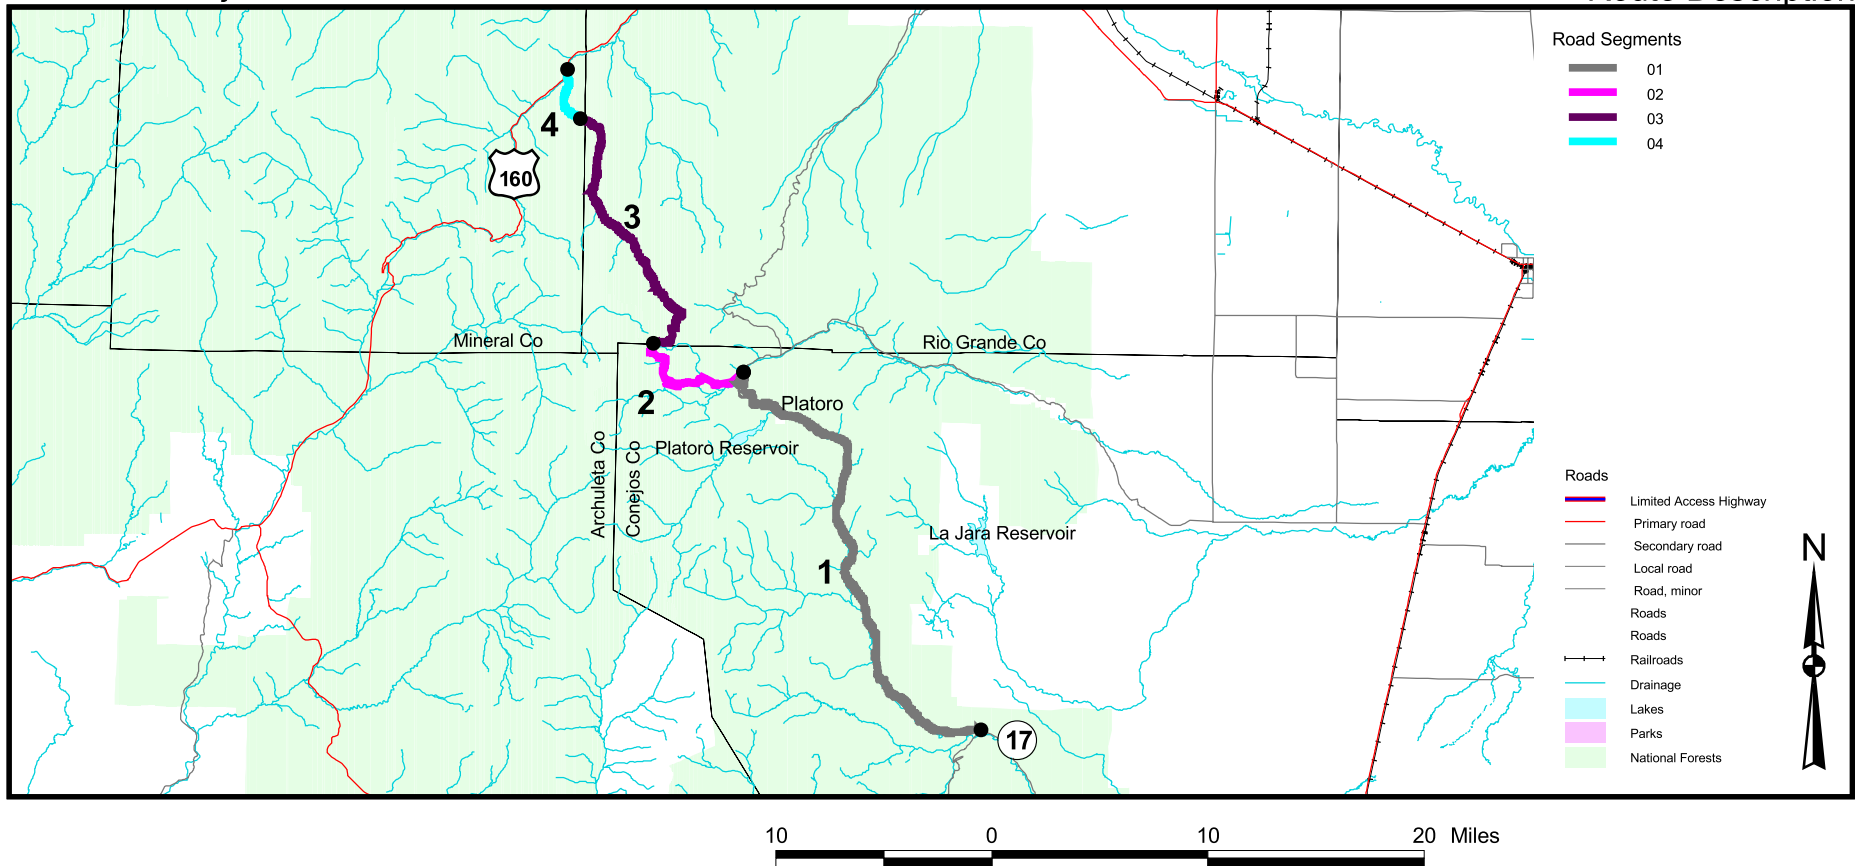 Road Segments
01
02
03
04
4
160
3
Mineral Co
Rio Grande Co
2
Platoro
Platoro Reservoir
Archuleta Co
Conejos Co
La Jara Reservoir
1
17
Roads
Limited Access Highway
Primary road
Secondary road
Local road
Road, minor
Roads
Roads
Railroads
Drainage
Lakes
Parks
National Forests
N
10 0 10 20 Miles